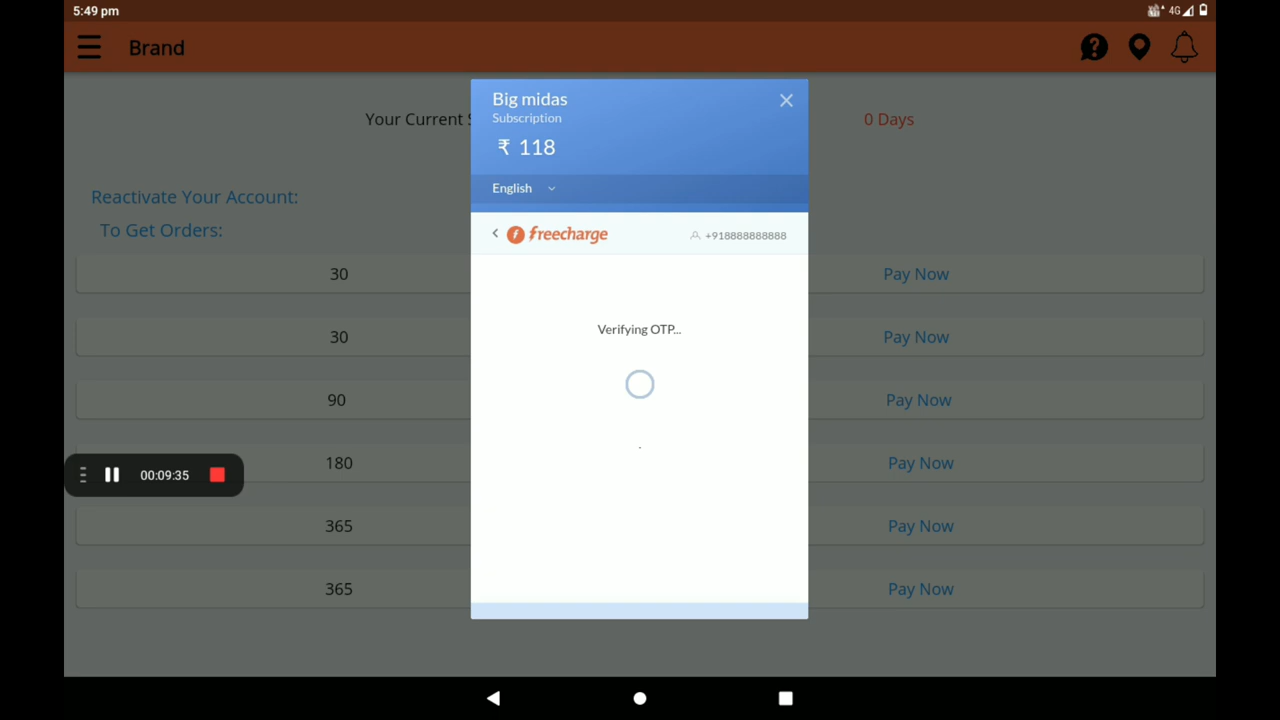 5:49 pm
4G
Brand
Big midas
Subscription
₹ 118
English
Your Current S
0 Days
freecharge
+918888888888
Reactivate Your Account:
To Get Orders:
Verifying OTP...
30 Pay Now
30 Pay Now
90 Pay Now
180 Pay Now
365 Pay Now
365 Pay Now
00:09:35